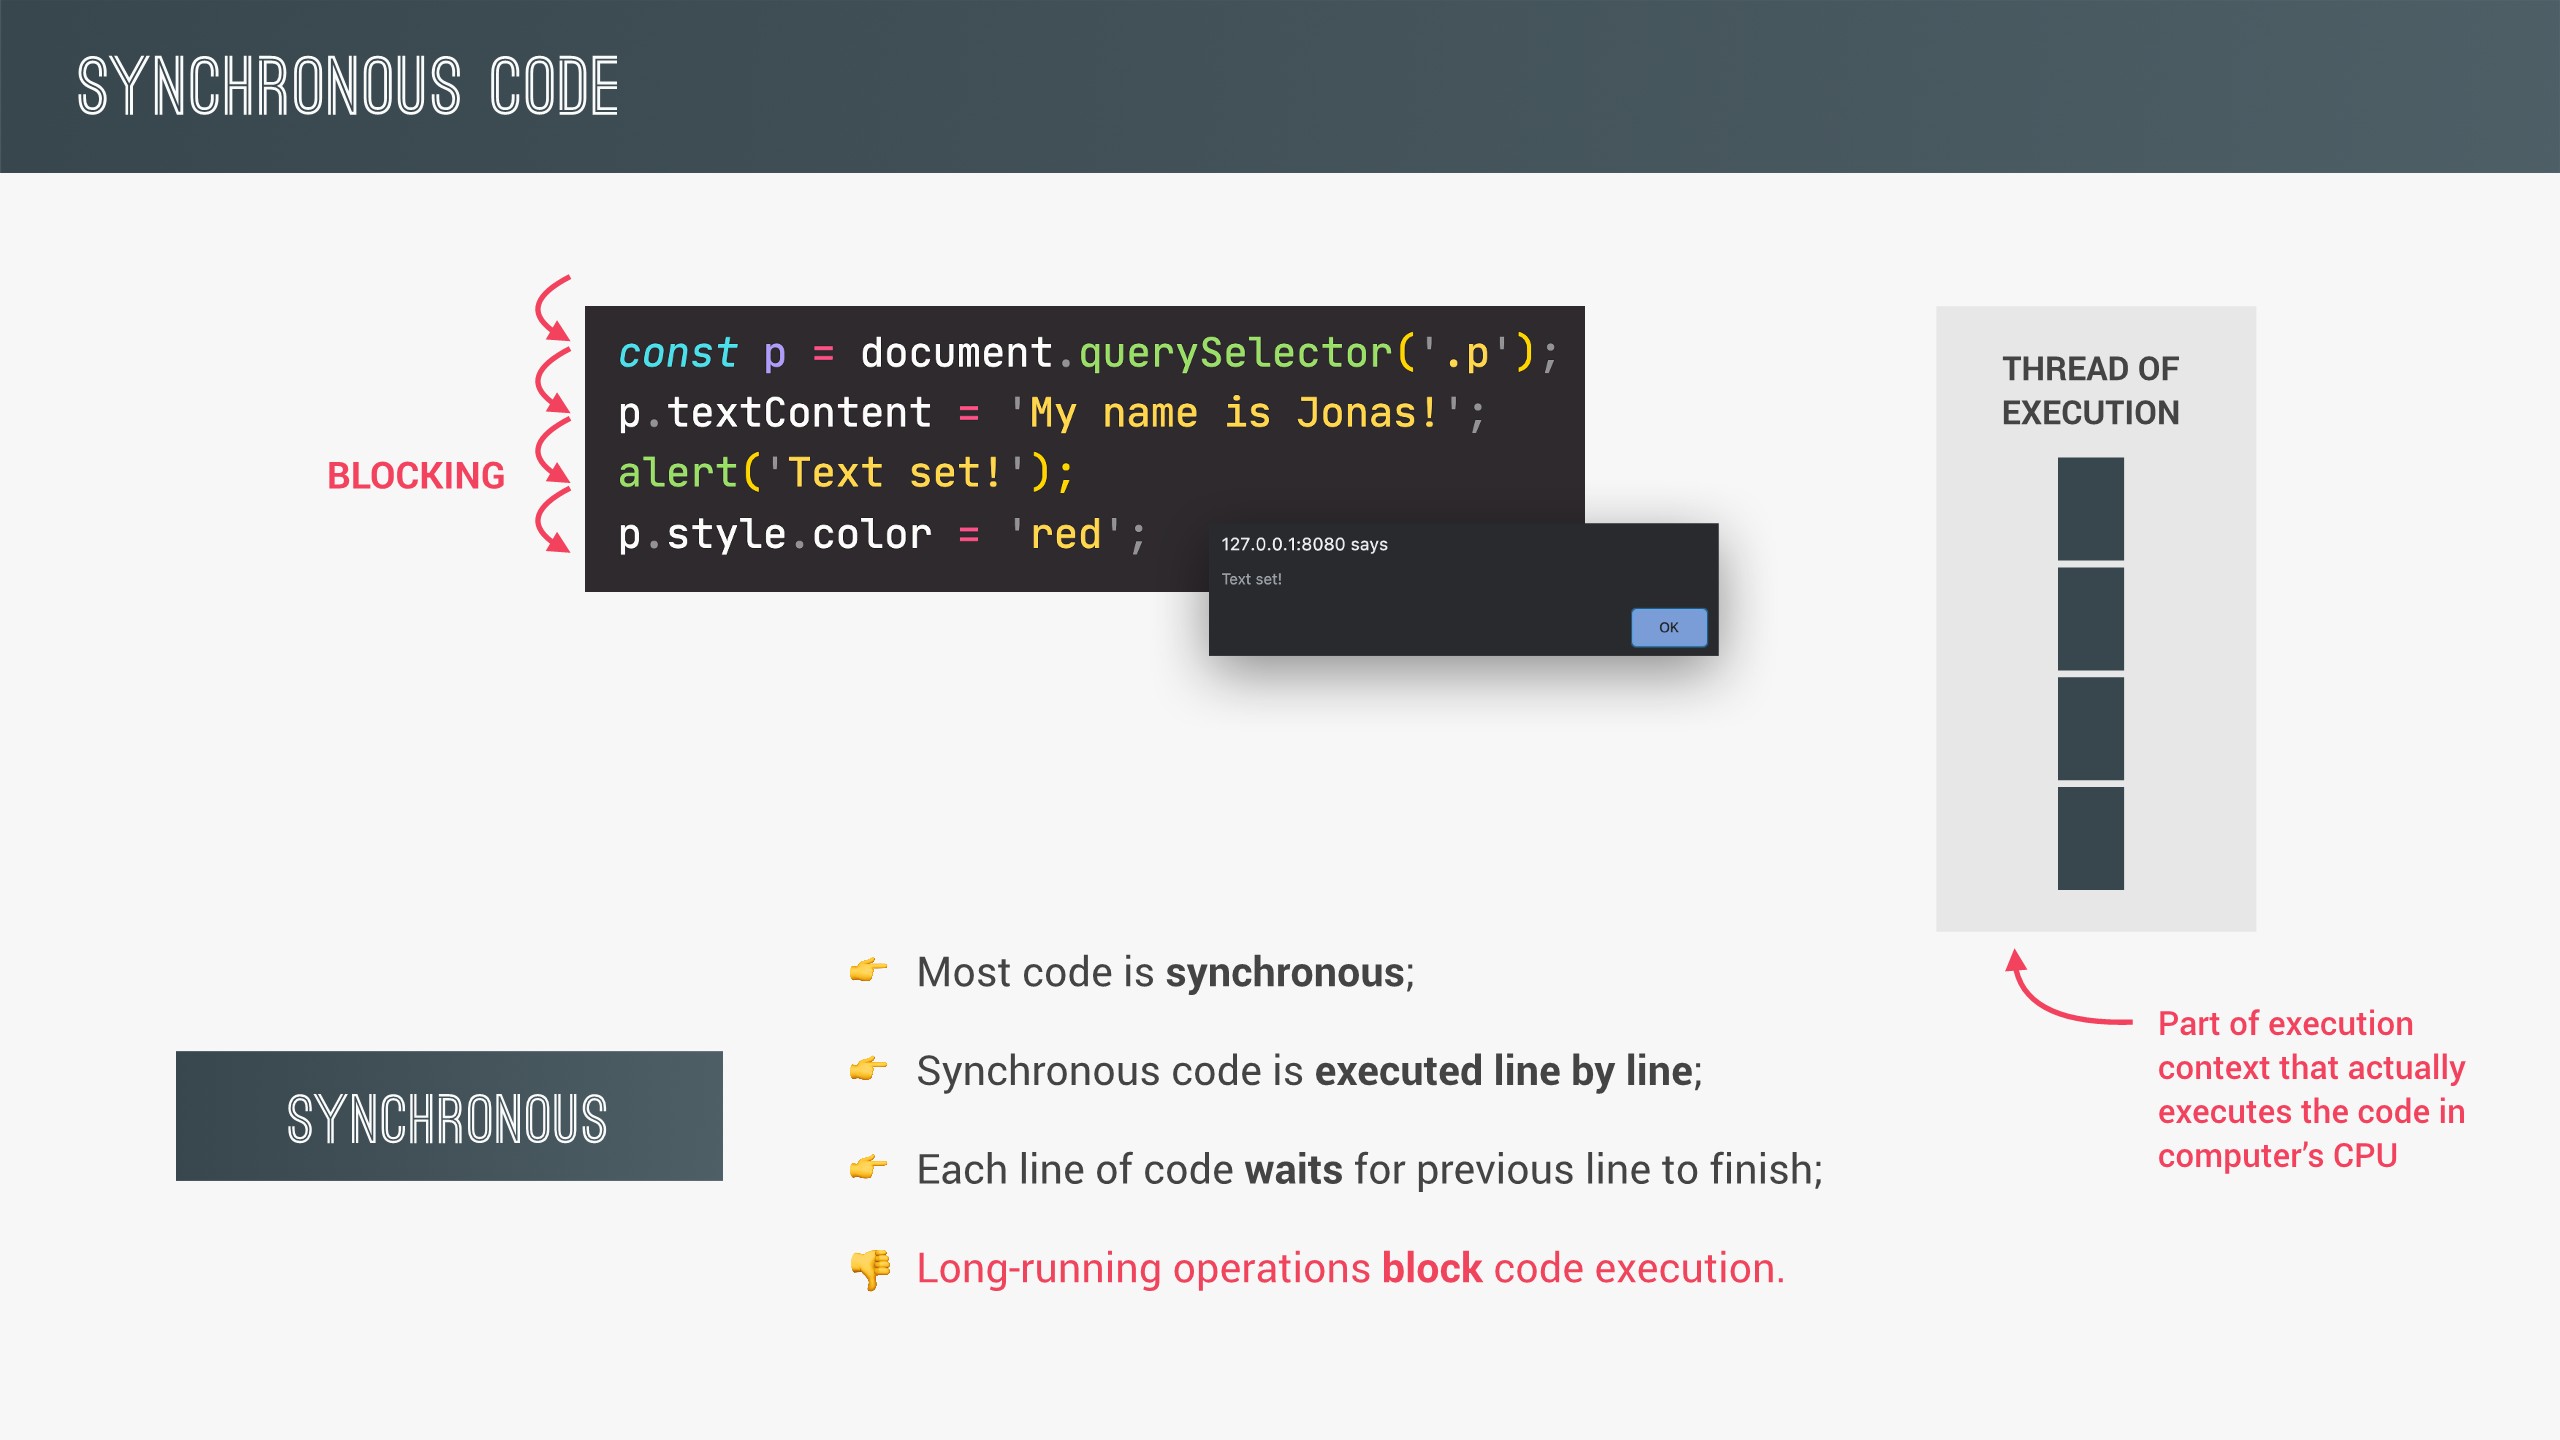 SYNCHRONOUS CODE
const p = document.querySelector('.p');
p.textContent = 'My name is Jonas!';
alert('Text set!');
p.style.color = 'red';
BLOCKING
127.0.0.1:8080 says
Text set!
OK
THREAD OF
EXECUTION
Part of execution
context that actually
executes the code in
computer’s CPU
SYNCHRONOUS
👉 Most code is synchronous;
👉 Synchronous code is executed line by line;
👉 Each line of code waits for previous line to finish;
👎 Long-running operations block code execution.